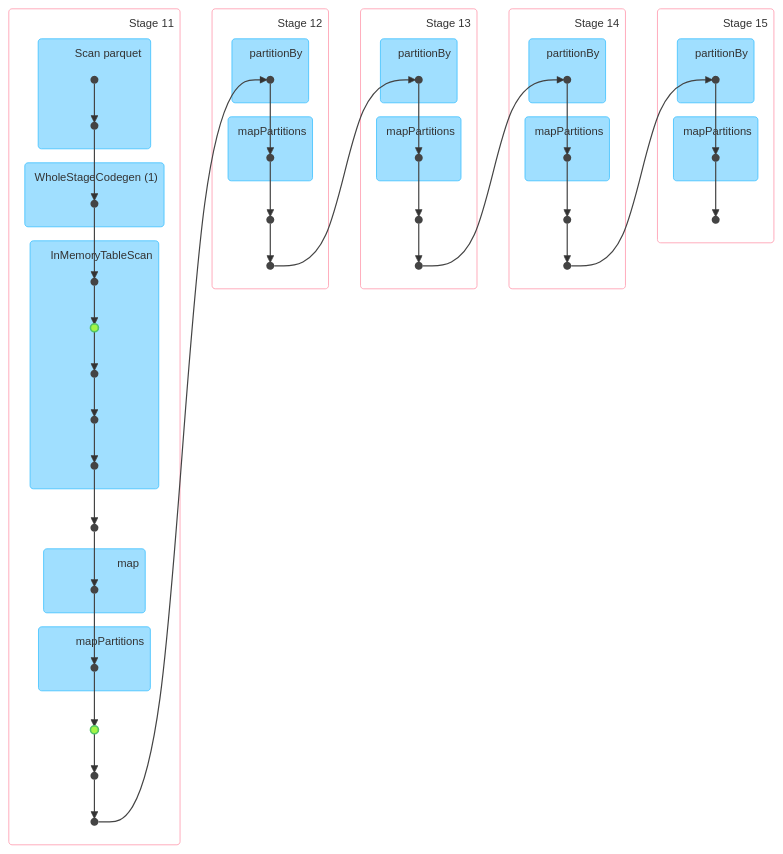 Stage 11
Scan parquet
WholeStageCodegen (1)
InMemoryTableScan
map
mapPartitions
Stage 12
partitionBy
mapPartitions
Stage 13
partitionBy
mapPartitions
Stage 14
partitionBy
mapPartitions
Stage 15
partitionBy
mapPartitions